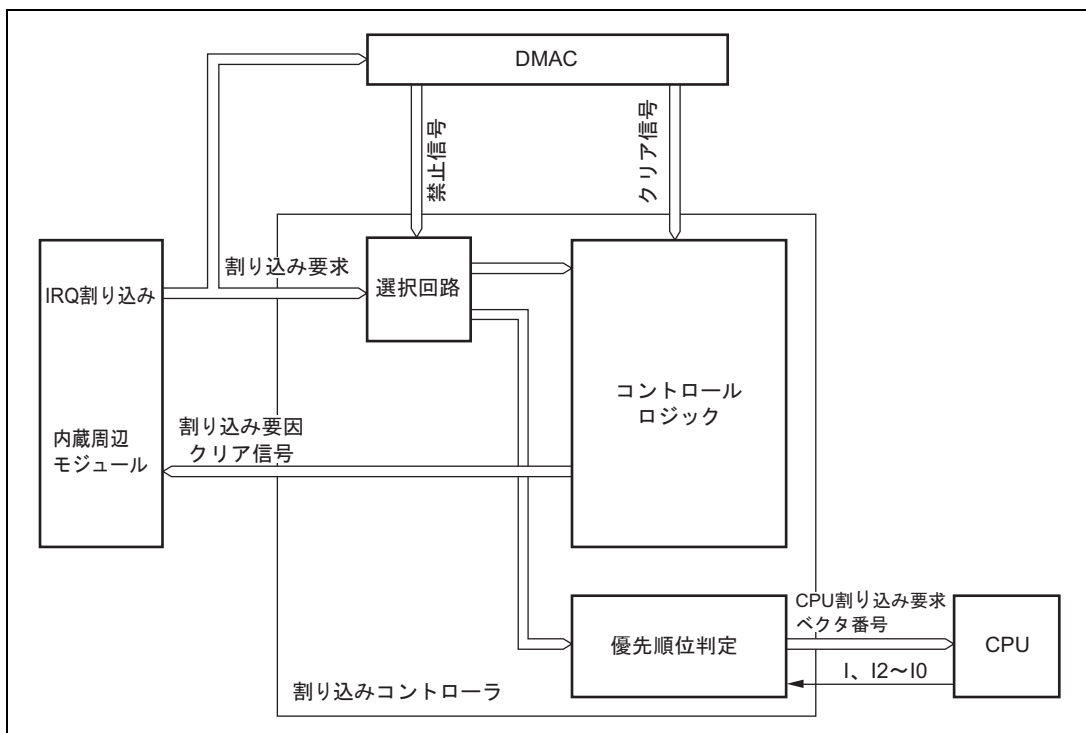 DMAC
禁止信号
クリア信号
割り込み要求
IRQ割り込み
選択回路
コントロール
ロジック
内蔵周辺
モジュール
割り込み要因
クリア信号
CPU割り込み要求
ベクタ番号
優先順位判定
CPU
I、I2～I0
割り込みコントローラ